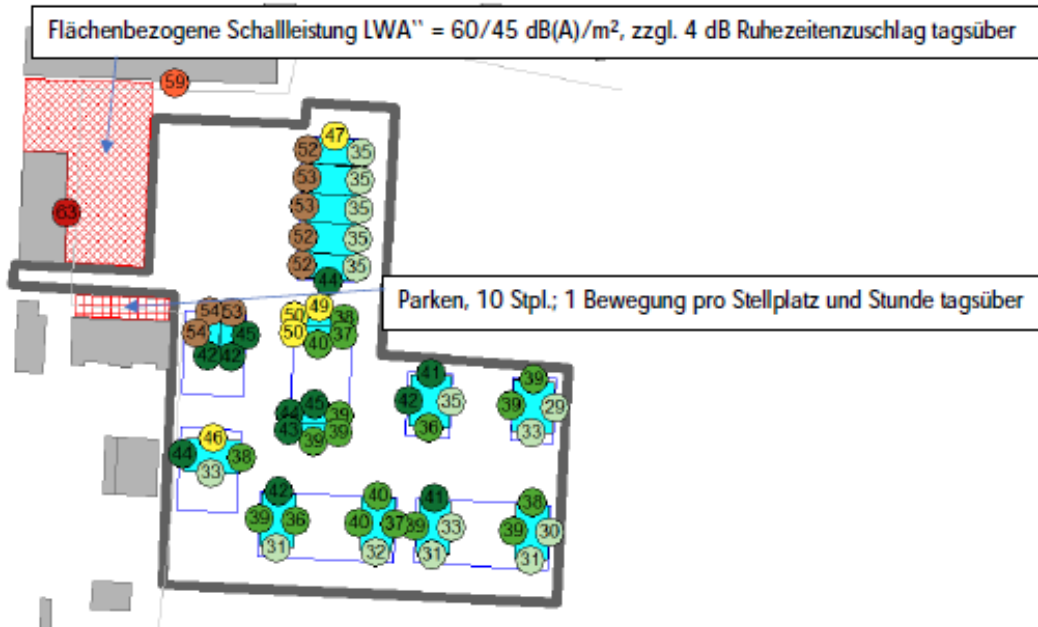 Flächenbezogene Schallleistung LWA`` = 60/45 dB(A)/m², zzgl. 4 dB Ruhezeitenzuschlag tagsüber
59
47
52 35
53 35
63
53 35
52 35
52 35
44
Parken, 10 Stpl.; 1 Bewegung pro Stellplatz und Stunde tagsüber
54 53 50 49 38
54 45 50 37
42 42 40
41 39
42 35 39 29
45
44 39
43 39
39
36 33
46
44 38
33
42 40 41 38
39 36 40 37 39 33 39 30
31 32 31 31